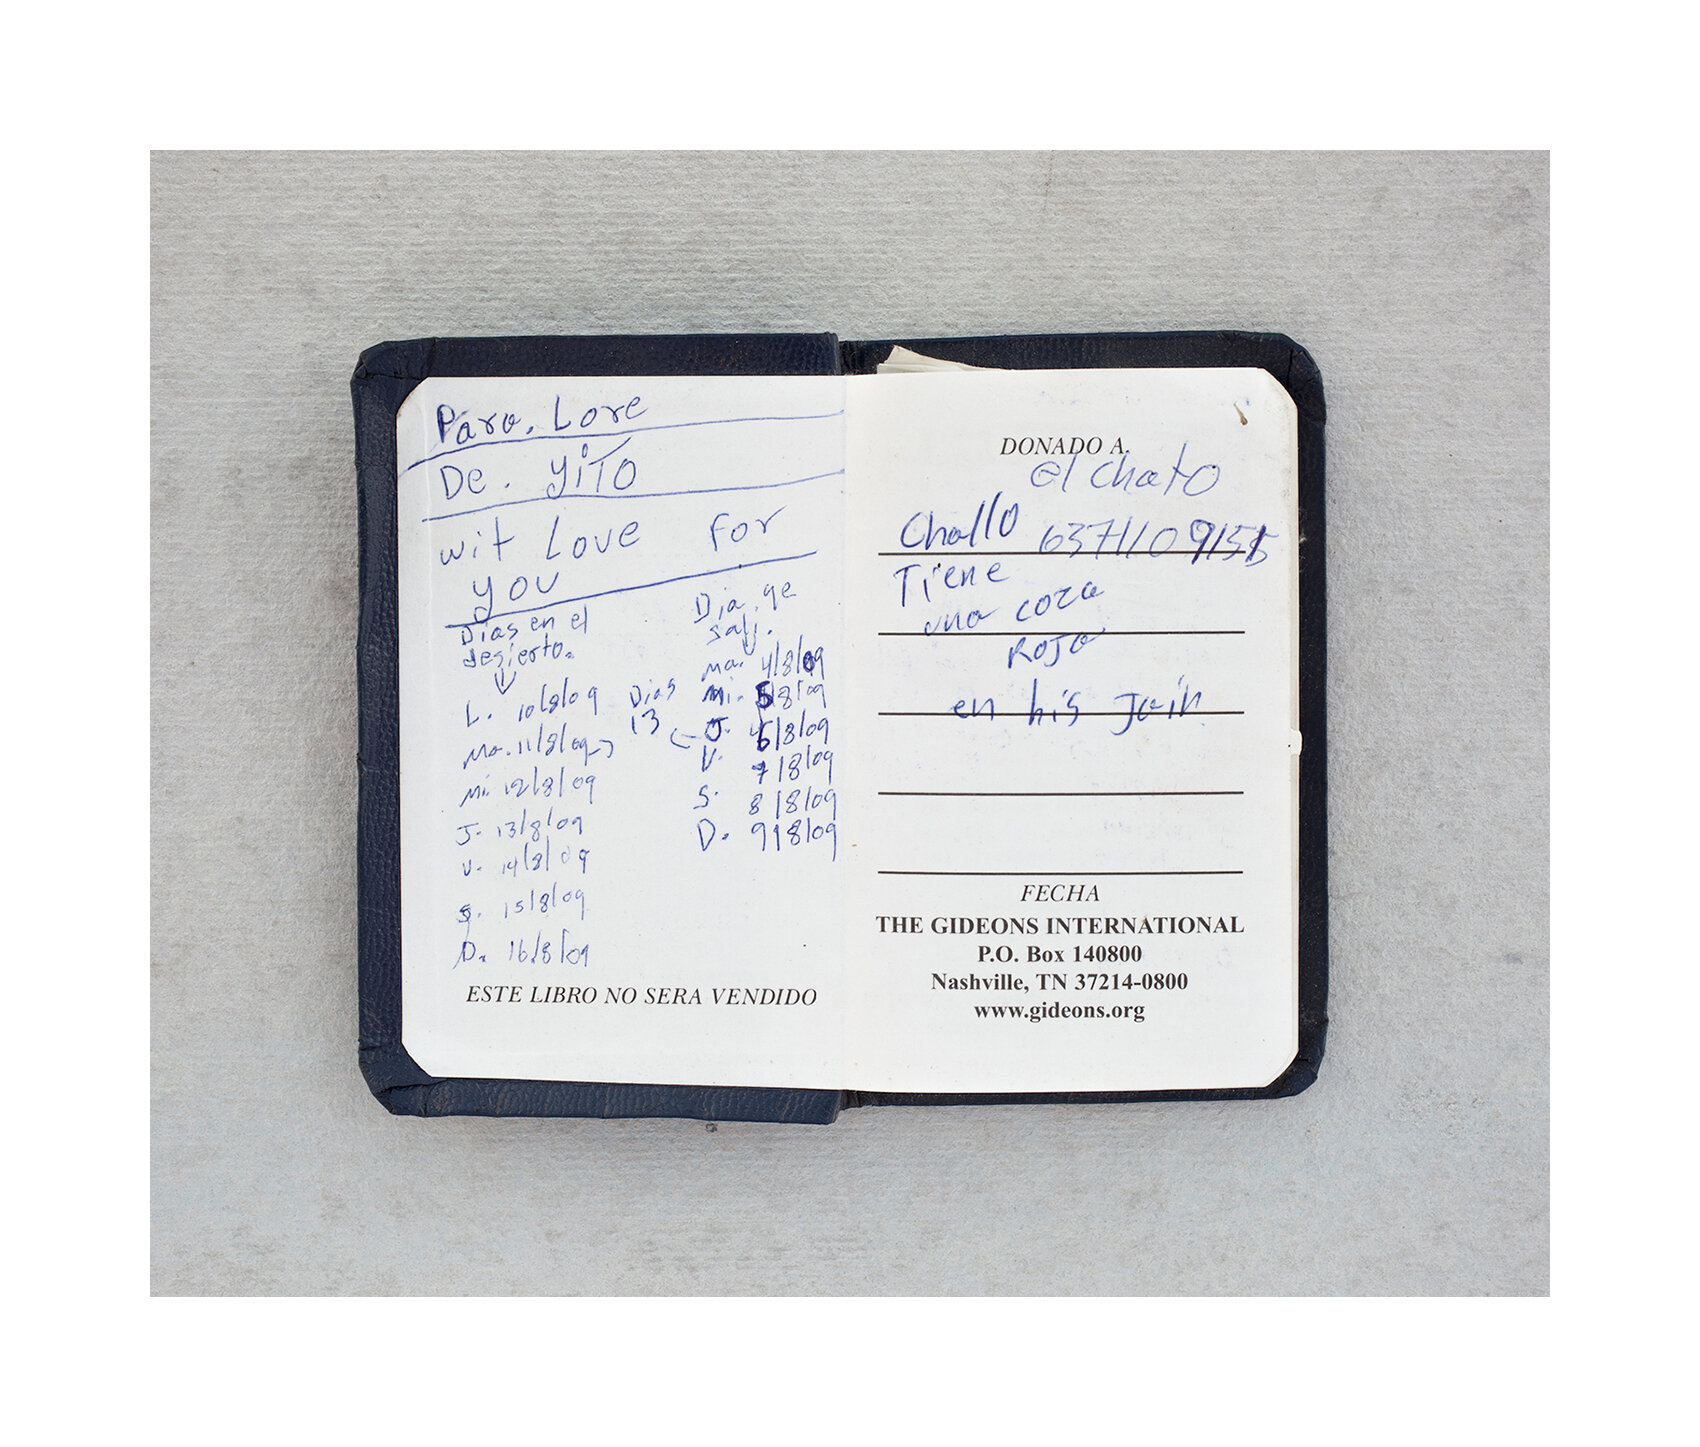 Para. Lore
De. yiTO
wit Love For
you
Dias en el
desierto.
L. 10/8/09
Ma. 11/8/09
Mi. 12/8/09
J. 13/8/09
V. 14/8/09
S. 15/8/09
D. 16/8/09
Dias
13
Dia. qe
sali.
Ma. 4/8/09
Mi. 5/8/09
J. 6/8/09
V. 7/8/09
S. 8/8/09
D. 9/8/09
ESTE LIBRO NO SERA VENDIDO
DONADO A.
el chato
Challo
Tiene
una coza
ROJa
en his Jain
FECHA
THE GIDEONS INTERNATIONAL
P.O. Box 140800
Nashville, TN 37214-0800
www.gideons.org